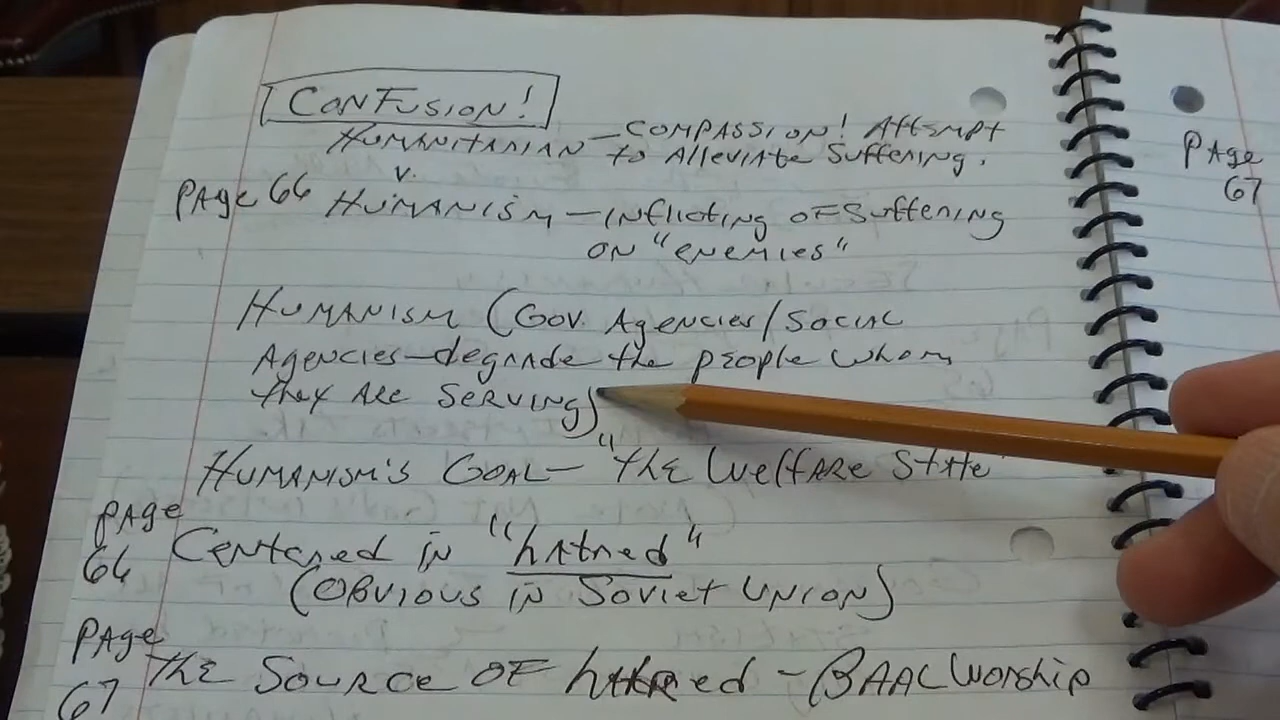 CONFUSION!
HUMANITARIAN - COMPASSION! Attempt
to Alleviate Suffering.
v.
PAge 66 HUMANISM - INFlicting OF Suffering
ON "ENEMIES"
HUMANISM (Gov. Agencies/Social
Agencies - degrade the people whom
they Are SERVING)
HUMANISM'S GOAL - "the Welfare State
PAge
66 Centered in "hatred"
(OBVIOUS IN Soviet UNION)
PAge
67 the Source OF hatred - BAAL Worship
PAge
67